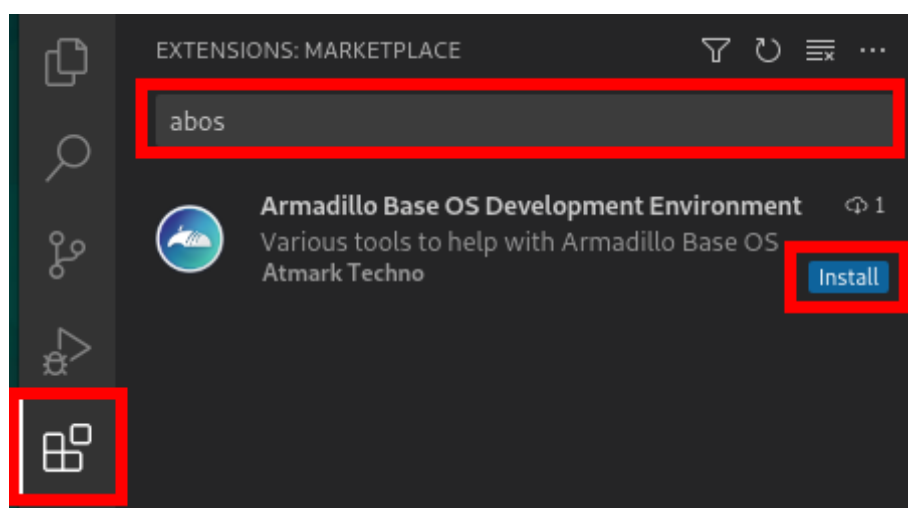 EXTENSIONS: MARKETPLACE
abos
Armadillo Base OS Development Environment 1
Various tools to help with Armadillo Base OS
Atmark Techno Install